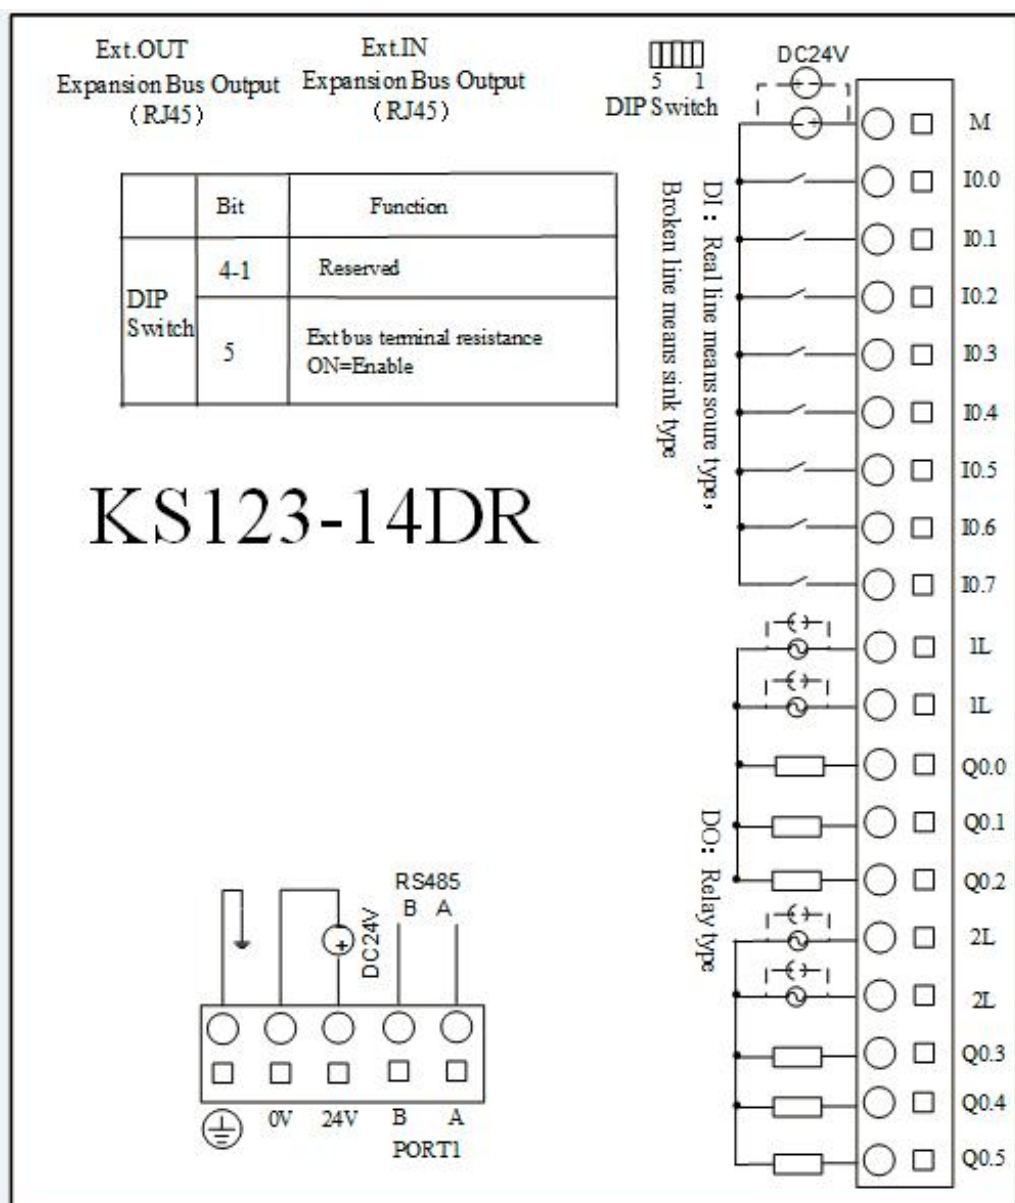 Ext.OUT
Expansion Bus Output
(RJ45)
Ext.IN
Expansion Bus Output
(RJ45)
5 1
DIP Switch
DC24V
Bit Function
DIP
Switch
4-1 Reserved
5 Ext bus terminal resistance
ON=Enable
KS123-14DR
DI: Real line means soure type,
Broken line means sink type
M
I0.0
I0.1
I0.2
I0.3
I0.4
I0.5
I0.6
I0.7
1L
1L
Q0.0
Q0.1
Q0.2
2L
2L
Q0.3
Q0.4
Q0.5
DO: Relay type
RS485
B A
DC24V
0V 24V B A
PORT1